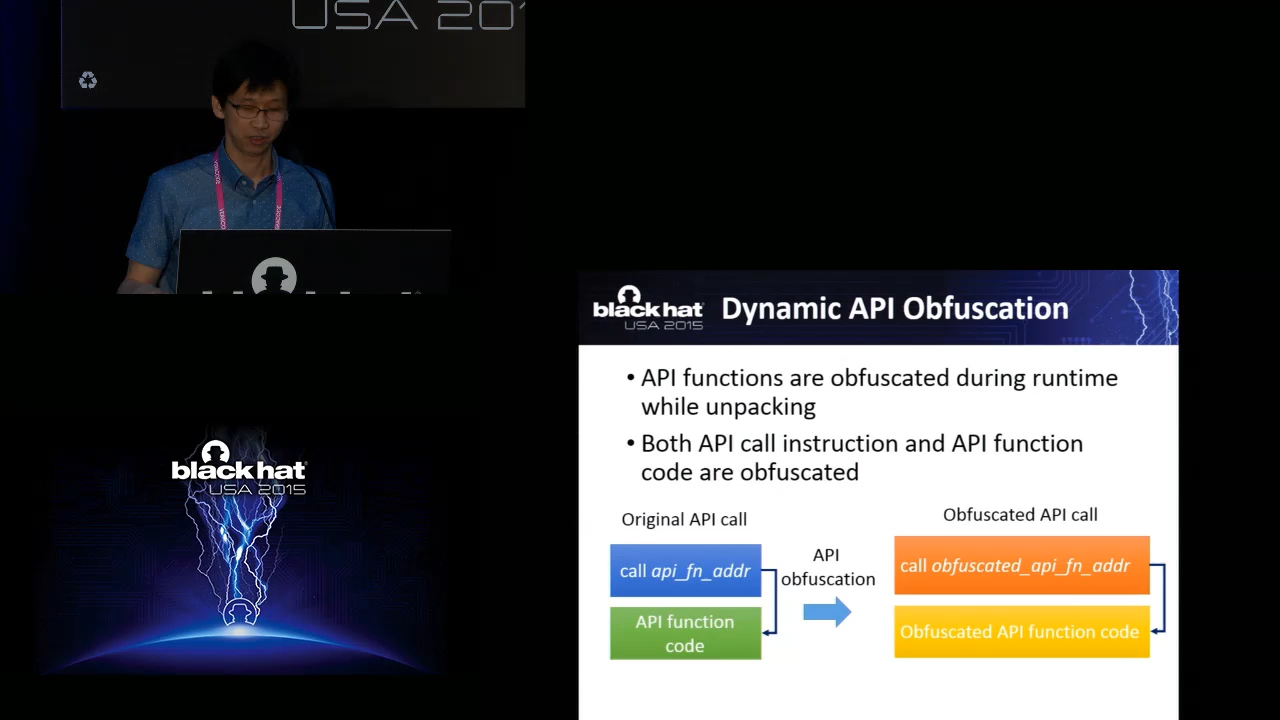 USA 20
black hat
USA 2015
Dynamic API Obfuscation
• API functions are obfuscated during runtime
while unpacking
• Both API call instruction and API function
code are obfuscated
Original API call
call api_fn_addr
API function
code
API
obfuscation
Obfuscated API call
call obfuscated_api_fn_addr
Obfuscated API function code
black hat
USA 2015